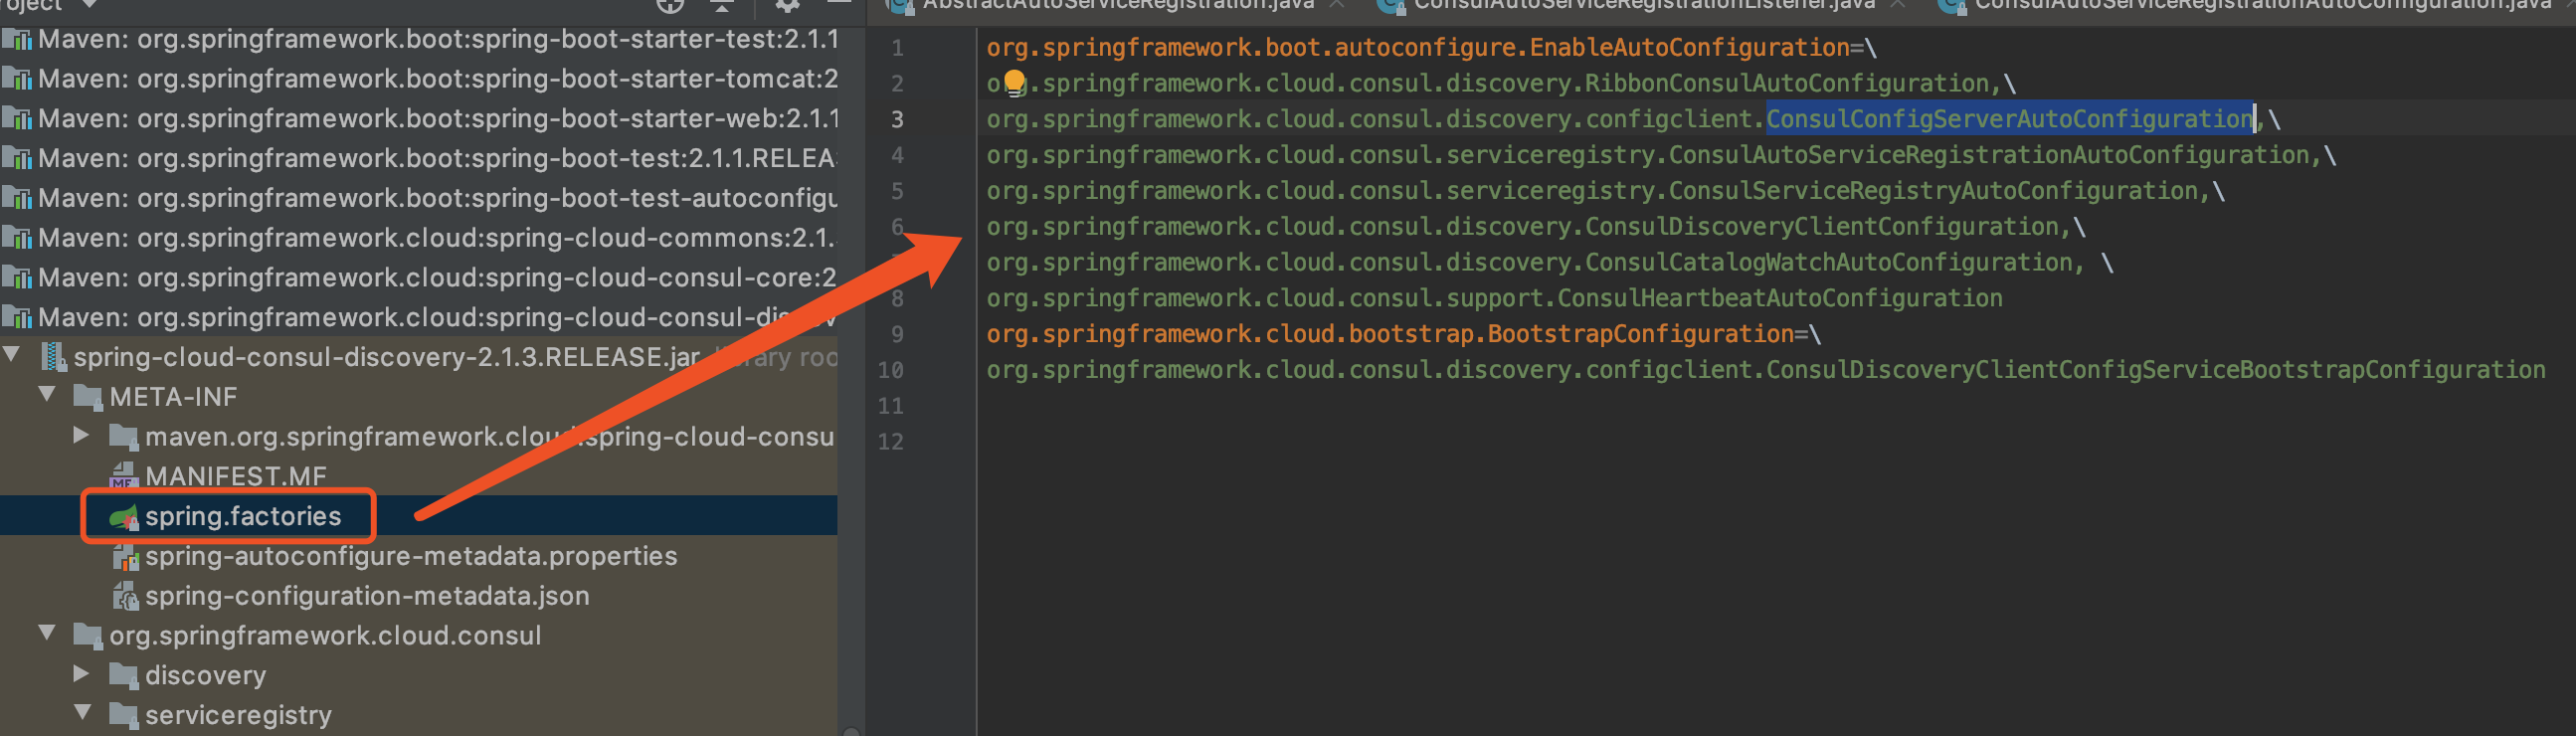 roject
Maven: org.springframework.boot:spring-boot-starter-test:2.1.1
Maven: org.springframework.boot:spring-boot-starter-tomcat:2
Maven: org.springframework.boot:spring-boot-starter-web:2.1.1
Maven: org.springframework.boot:spring-boot-test:2.1.1.RELEA
Maven: org.springframework.boot:spring-boot-test-autoconfigu
Maven: org.springframework.cloud:spring-cloud-commons:2.1.
Maven: org.springframework.cloud:spring-cloud-consul-core:2
Maven: org.springframework.cloud:spring-cloud-consul-discov
spring-cloud-consul-discovery-2.1.3.RELEASE.jar library roo
META-INF
maven.org.springframework.cloud.spring-cloud-consu
MANIFEST.MF
spring.factories
spring-autoconfigure-metadata.properties
spring-configuration-metadata.json
org.springframework.cloud.consul
discovery
serviceregistry
AbstractAutoServiceRegistration.java ConsulAutoServiceRegistrationListener.java ConsulAutoServiceRegistrationAutoConfiguration.java
1 org.springframework.boot.autoconfigure.EnableAutoConfiguration=\
2 org.springframework.cloud.consul.discovery.RibbonConsulAutoConfiguration,\
3 org.springframework.cloud.consul.discovery.configclient.ConsulConfigServerAutoConfiguration,\
4 org.springframework.cloud.consul.serviceregistry.ConsulAutoServiceRegistrationAutoConfiguration,\
5 org.springframework.cloud.consul.serviceregistry.ConsulServiceRegistryAutoConfiguration,\
6 org.springframework.cloud.consul.discovery.ConsulDiscoveryClientConfiguration,\
org.springframework.cloud.consul.discovery.ConsulCatalogWatchAutoConfiguration, \
8 org.springframework.cloud.consul.support.ConsulHeartbeatAutoConfiguration
9 org.springframework.cloud.bootstrap.BootstrapConfiguration=\
10 org.springframework.cloud.consul.discovery.configclient.ConsulDiscoveryClientConfigServiceBootstrapConfiguration
11
12